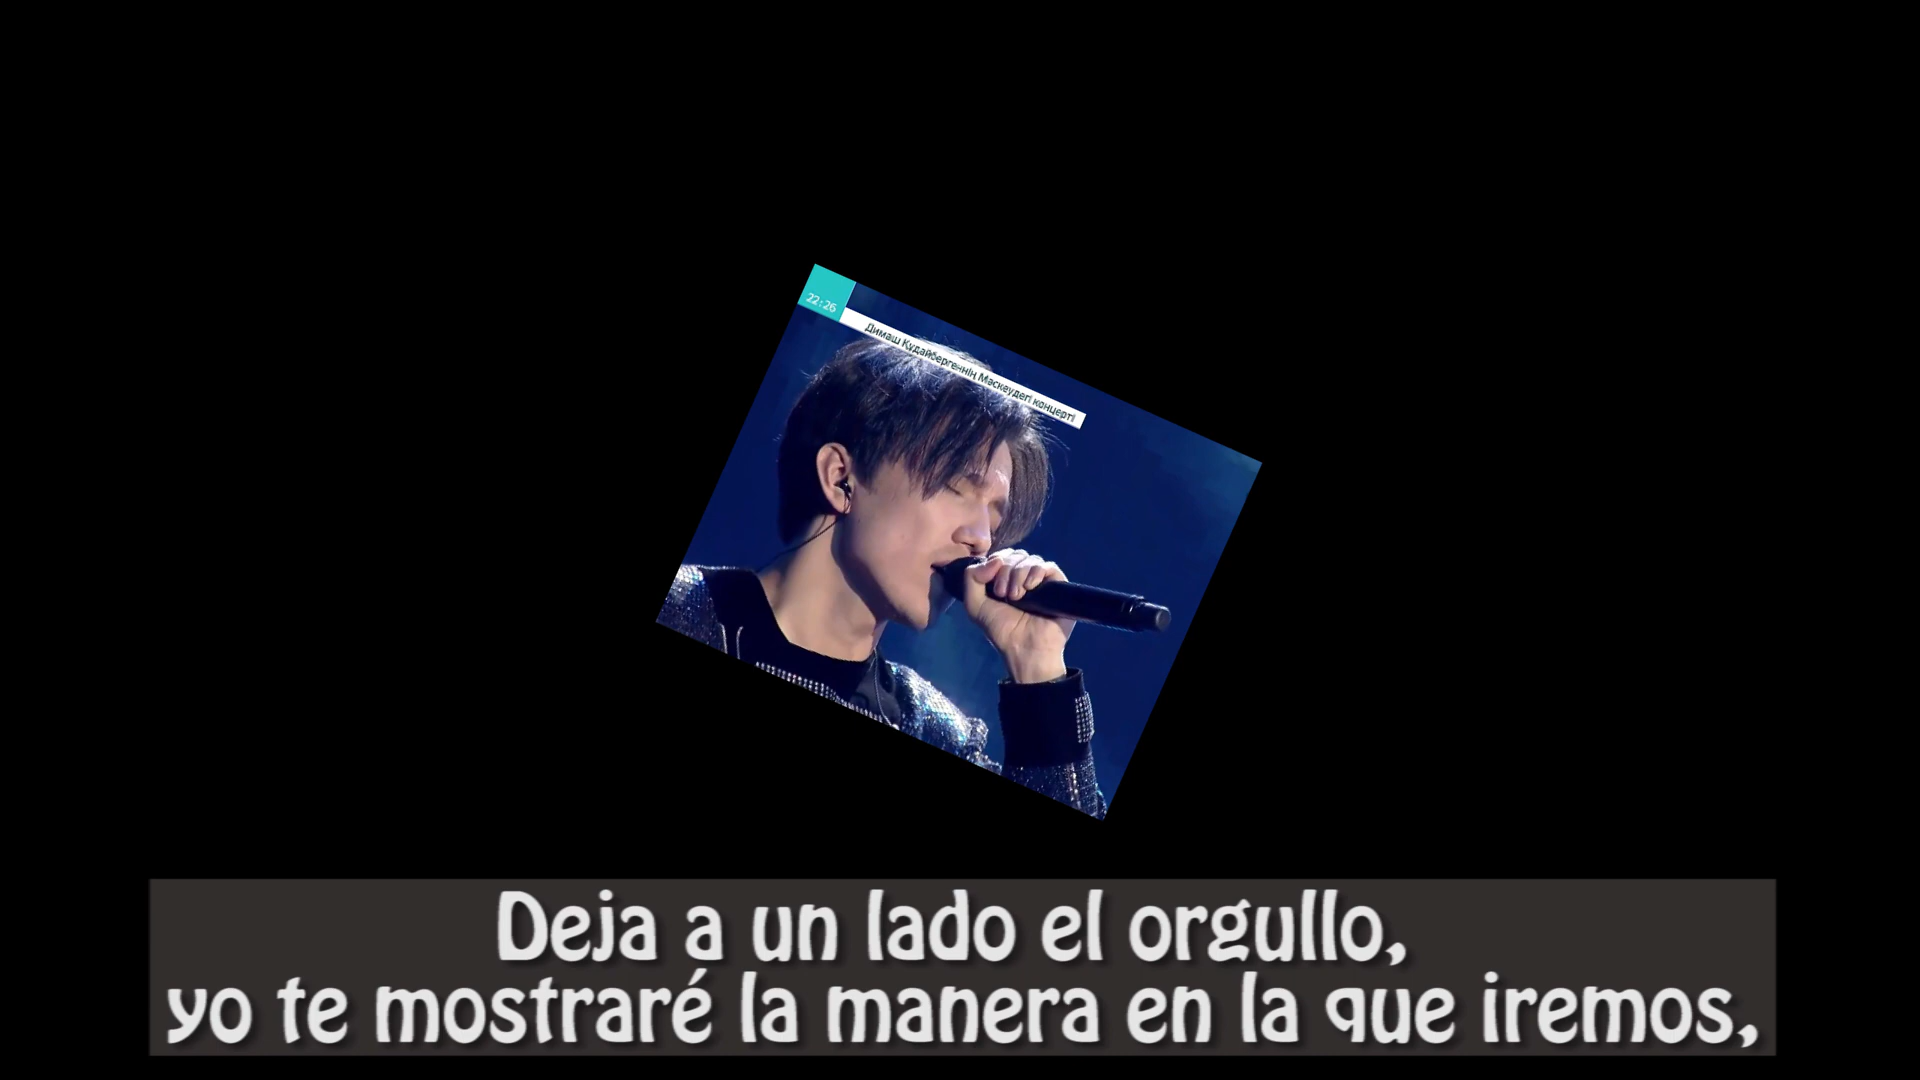 22:26
Димаш Кудайбергеннің Мәскеудегі концерті
Deja a un lado el orgullo,
yo te mostraré la manera en la que iremos,